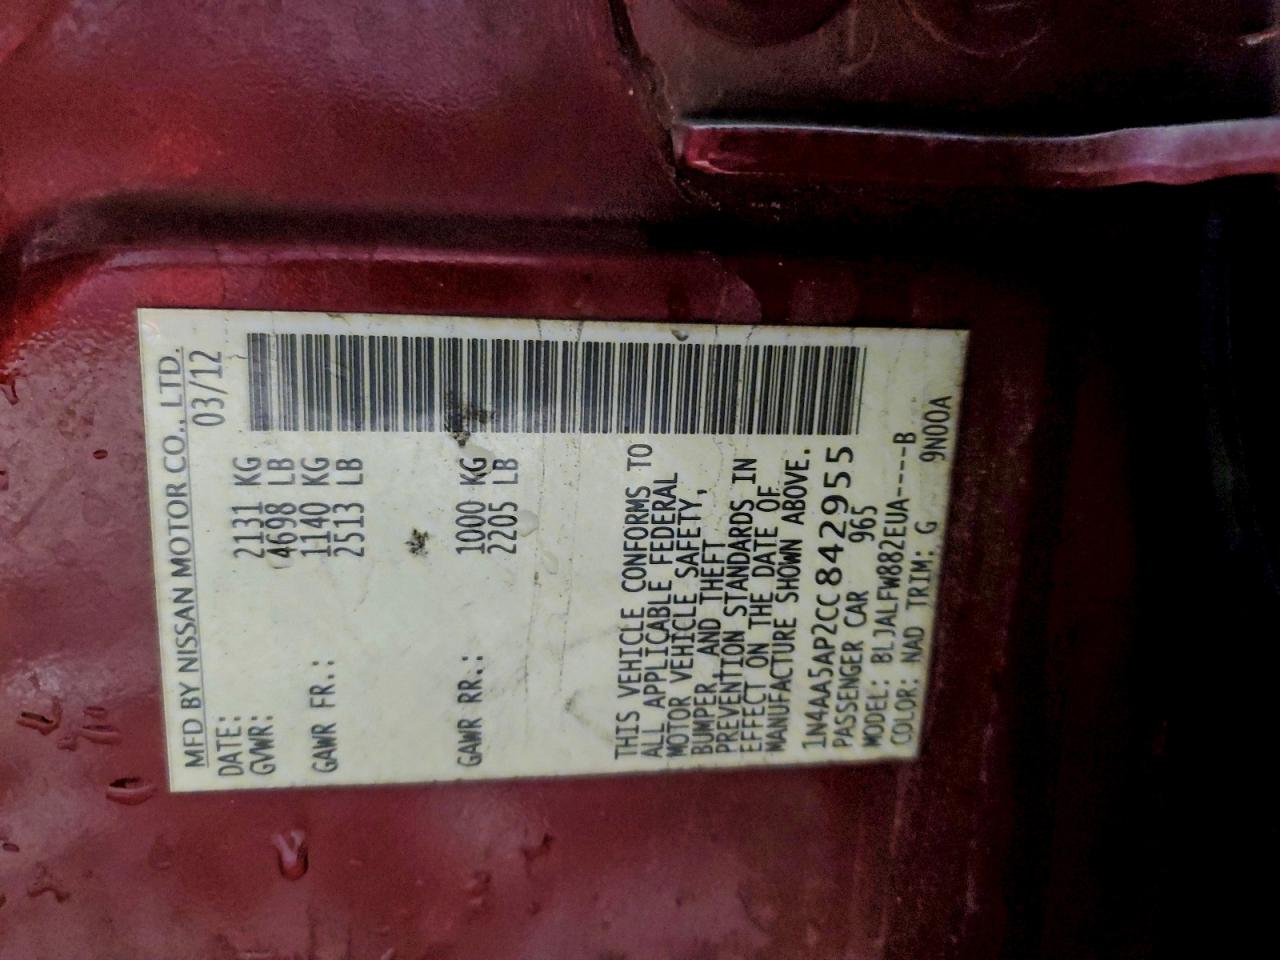 MFD BY NISSAN MOTOR CO., LTD.
DATE: 03/12
GVWR: 2131 KG
4698 LB
GAWR FR.: 1140 KG
2513 LB
GAWR RR.: 1000 KG
2205 LB
THIS VEHICLE CONFORMS TO
ALL APPLICABLE FEDERAL
MOTOR VEHICLE SAFETY,
BUMPER, AND THEFT
PREVENTION STANDARDS IN
EFFECT ON THE DATE OF
MANUFACTURE SHOWN ABOVE.
1N4AA5AP2CC842955
PASSENGER CAR 965
MODEL: BLJALFW882EUA----B
COLOR: NAD TRIM: G 9N00A